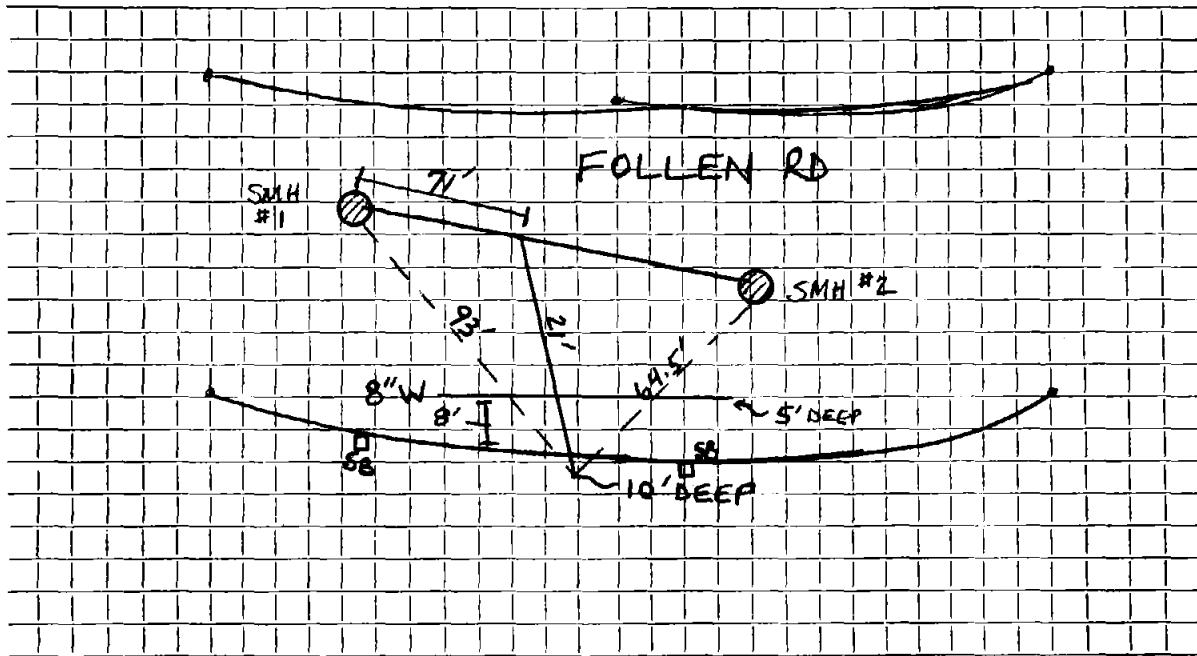 FOLLEN RD
71'
SMH
#1
SMH #2
93'
21'
64.5'
8"W
5' DEEP
8'
SB
SB
10' DEEP